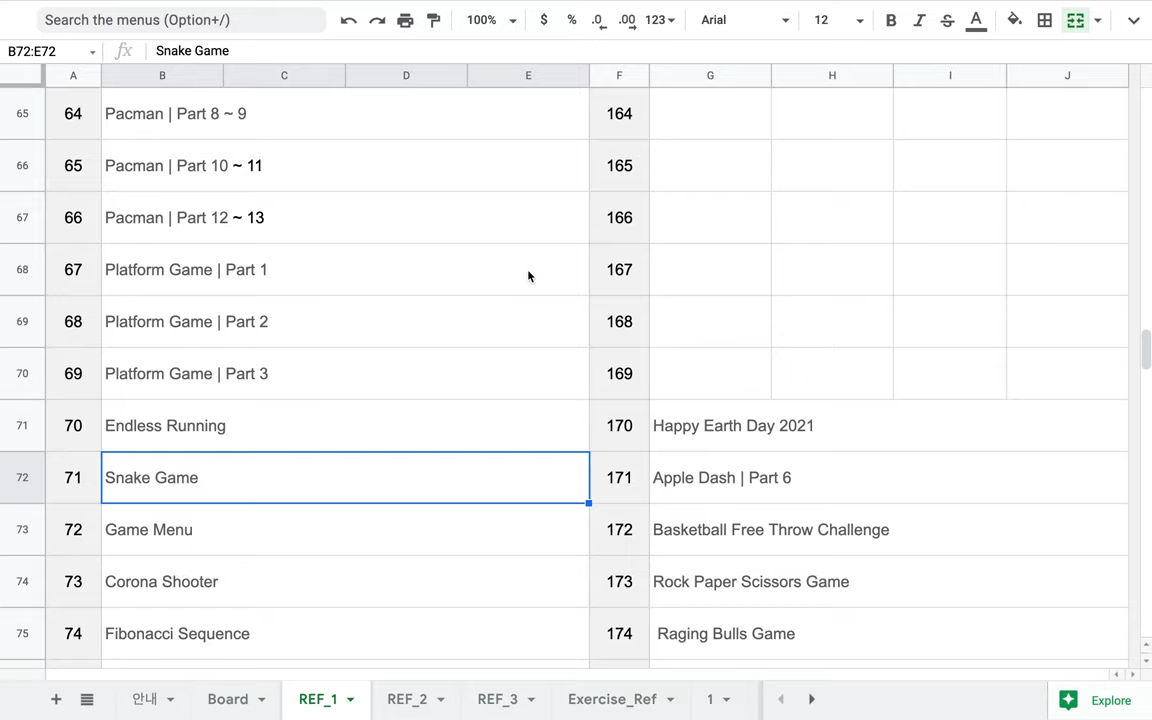 Search the menus (Option+/) 100% $ % .0 .00 123 Arial 12 B I S A
B72:E72 fx Snake Game
A B C D E F G H I J
65 64 Pacman | Part 8 ~ 9 164
66 65 Pacman | Part 10 ~ 11 165
67 66 Pacman | Part 12 ~ 13 166
68 67 Platform Game | Part 1 167
69 68 Platform Game | Part 2 168
70 69 Platform Game | Part 3 169
71 70 Endless Running 170 Happy Earth Day 2021
72 71 Snake Game 171 Apple Dash | Part 6
73 72 Game Menu 172 Basketball Free Throw Challenge
74 73 Corona Shooter 173 Rock Paper Scissors Game
75 74 Fibonacci Sequence 174 Raging Bulls Game
+ 안내 Board REF_1 REF_2 REF_3 Exercise_Ref 1 Explore